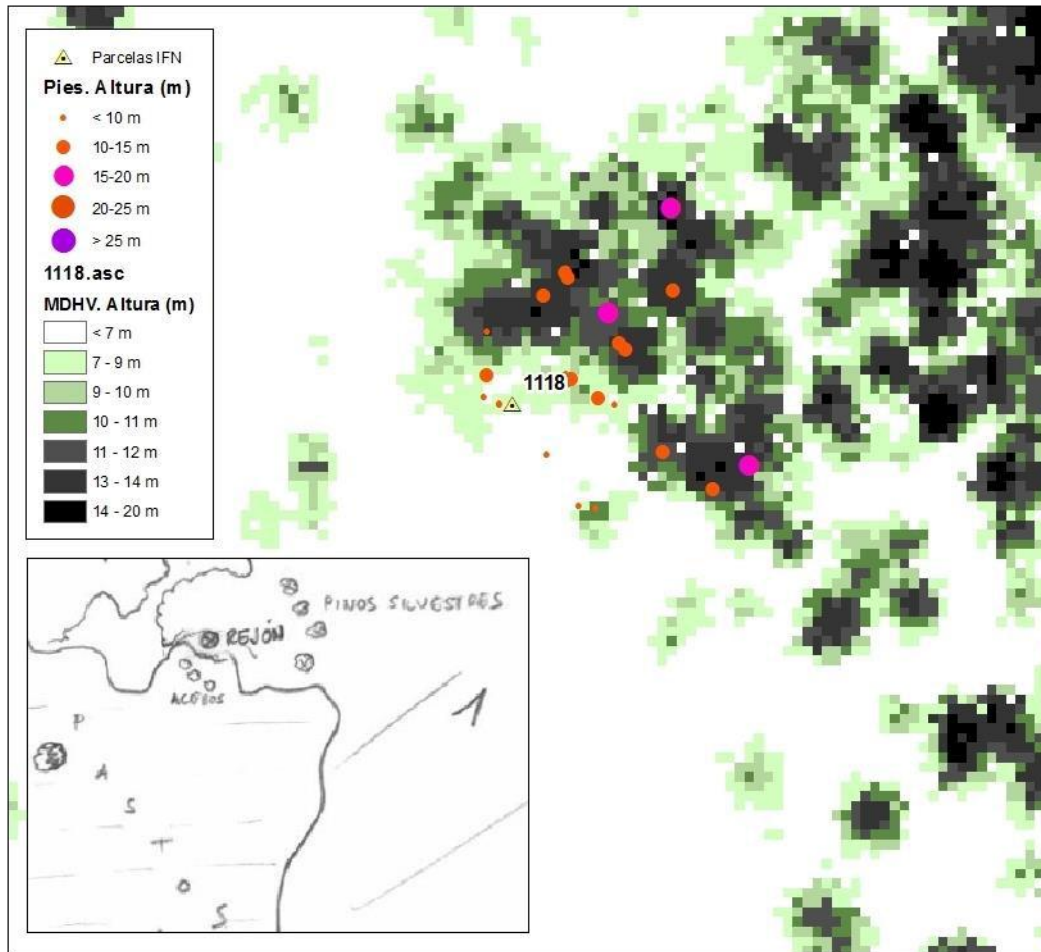 Parcelas IFN
Pies. Altura (m)
< 10 m
10-15 m
15-20 m
20-25 m
> 25 m
1118.asc
MDHV. Altura (m)
< 7 m
7 - 9 m
9 - 10 m
10 - 11 m
11 - 12 m
13 - 14 m
14 - 20 m
1118
PINOS SILVESTRES
REJÓN
ACEBOS
1
P
A
S
T
S